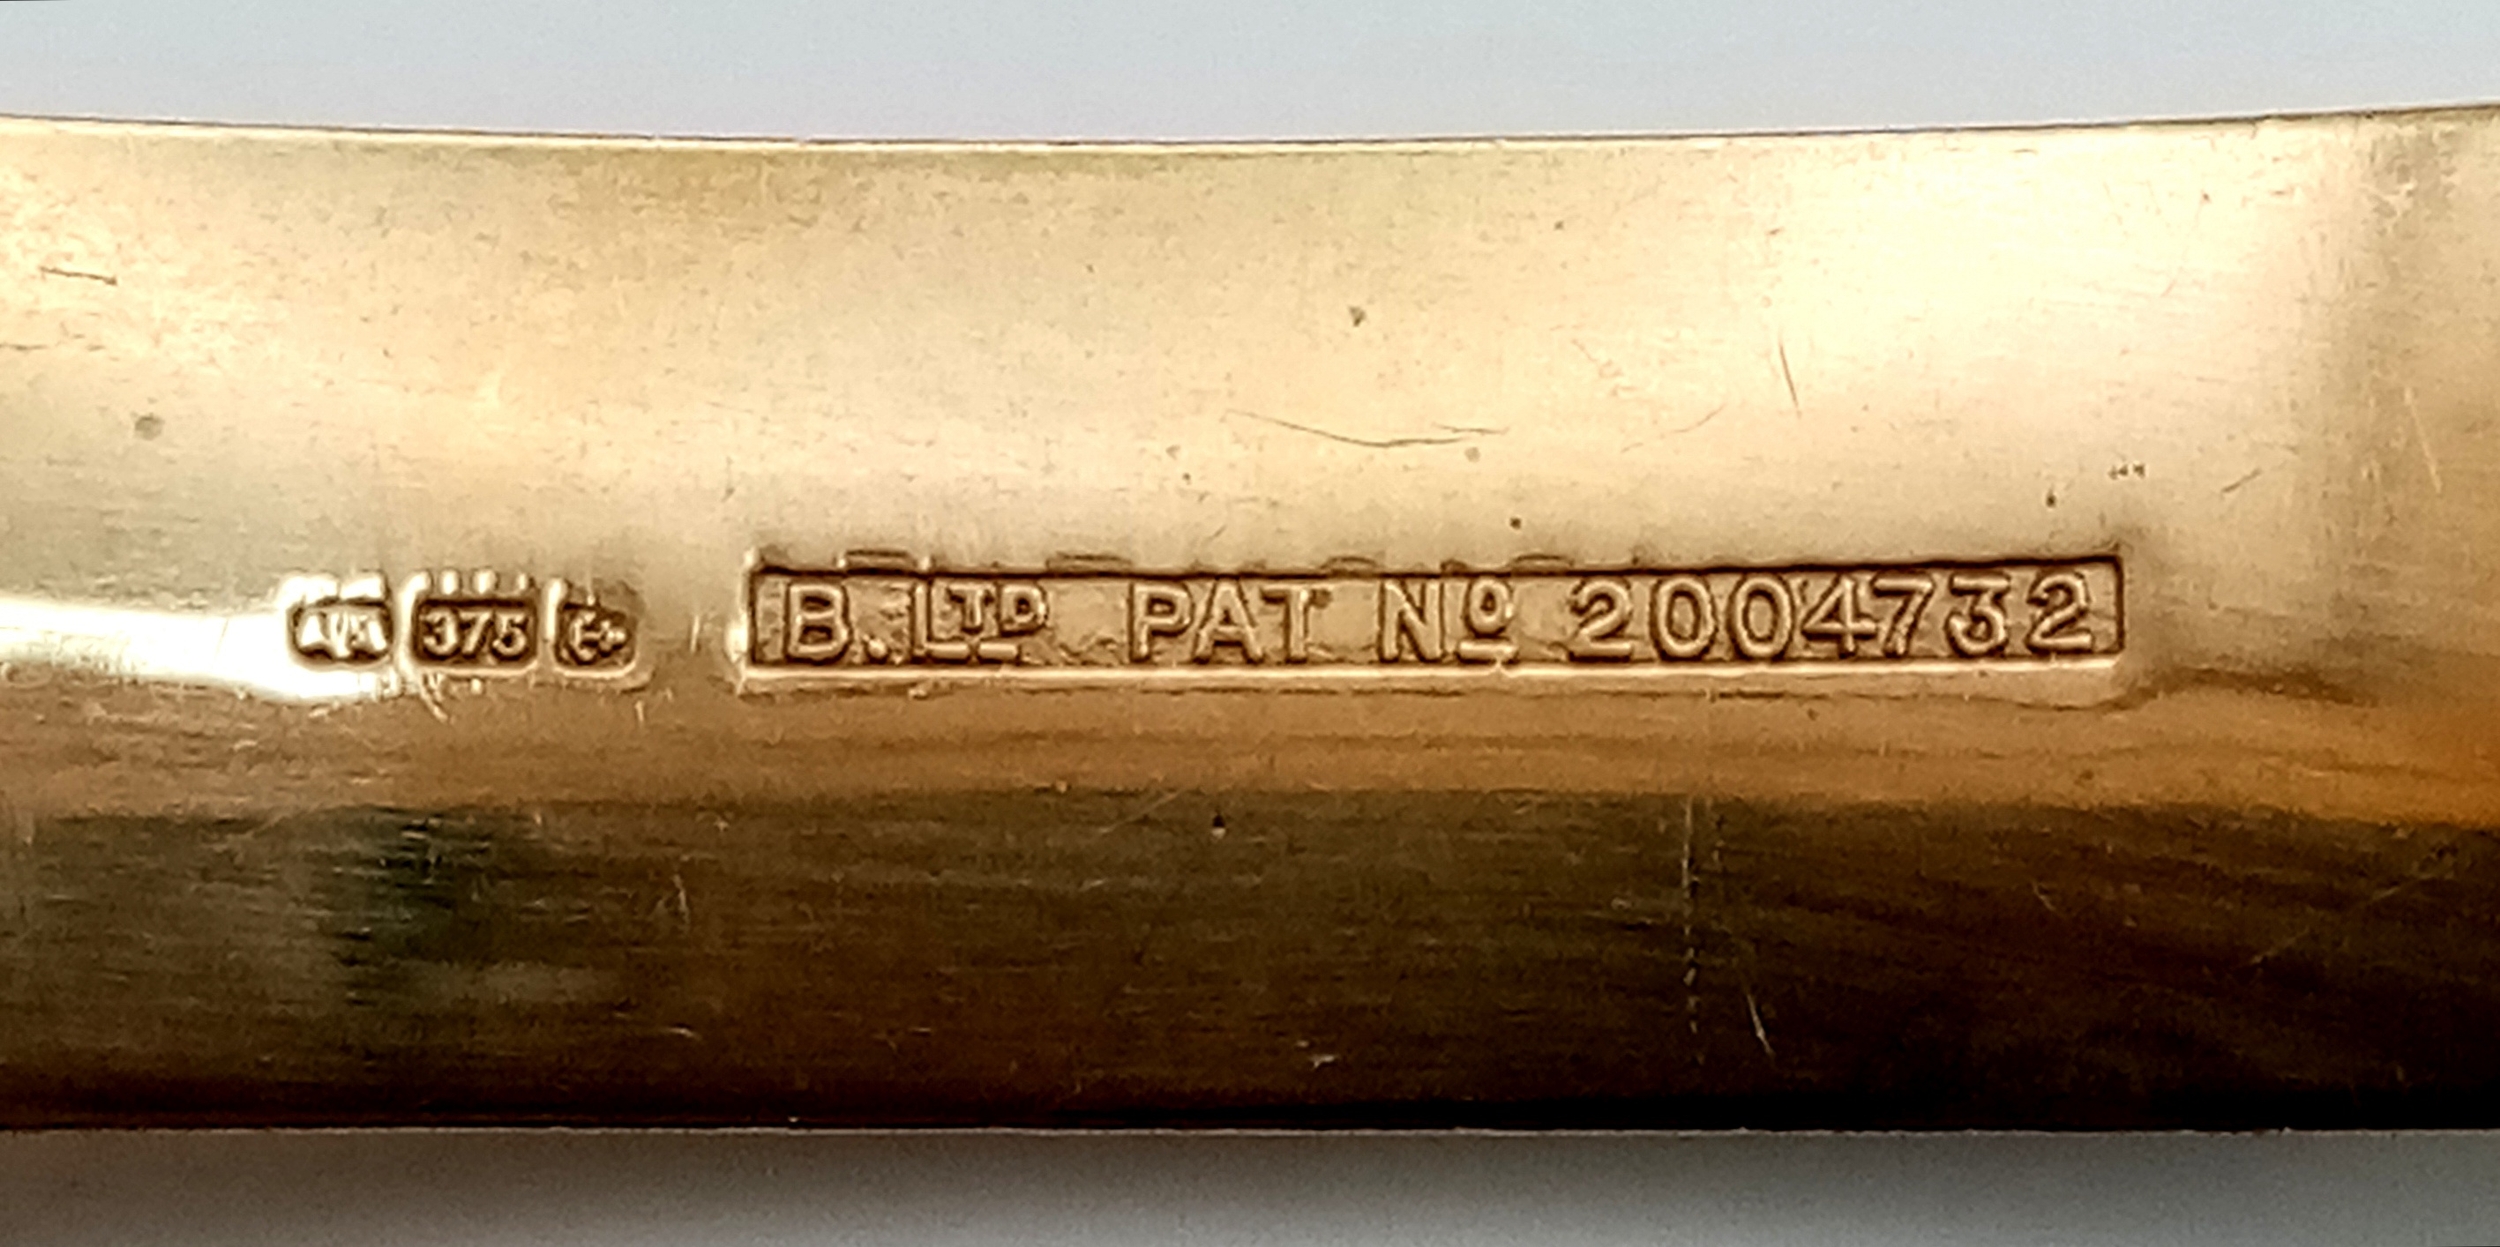 375 B. LTD PAT Nº 2004732